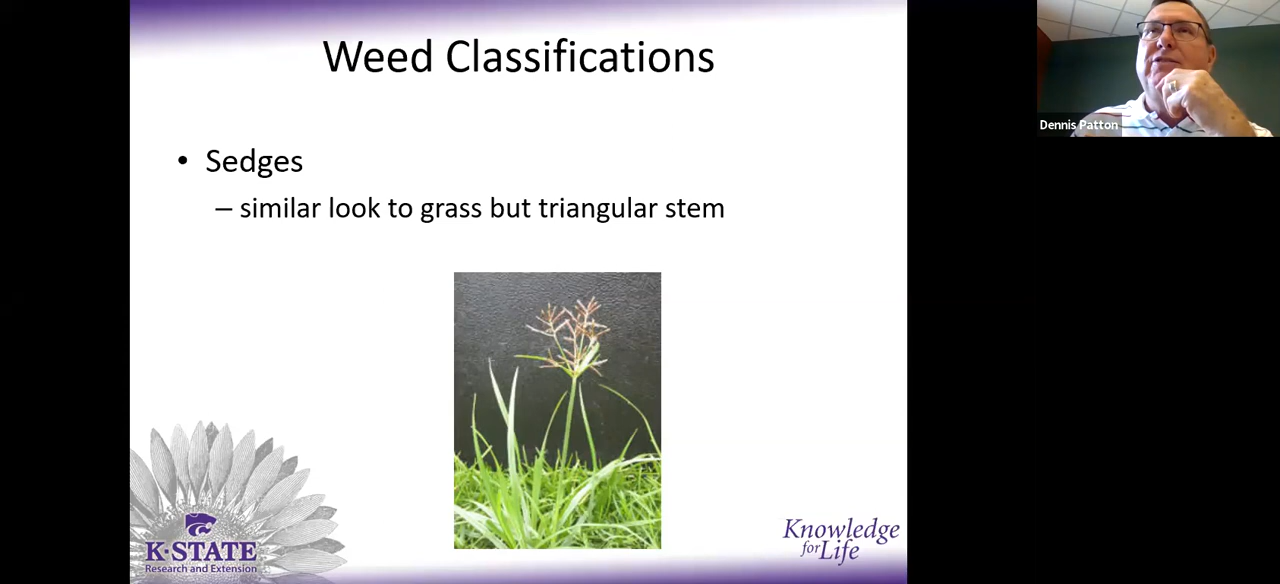 Weed Classifications
• Sedges
– similar look to grass but triangular stem
K·STATE
Research and Extension
Knowledge
for Life
Dennis Patton